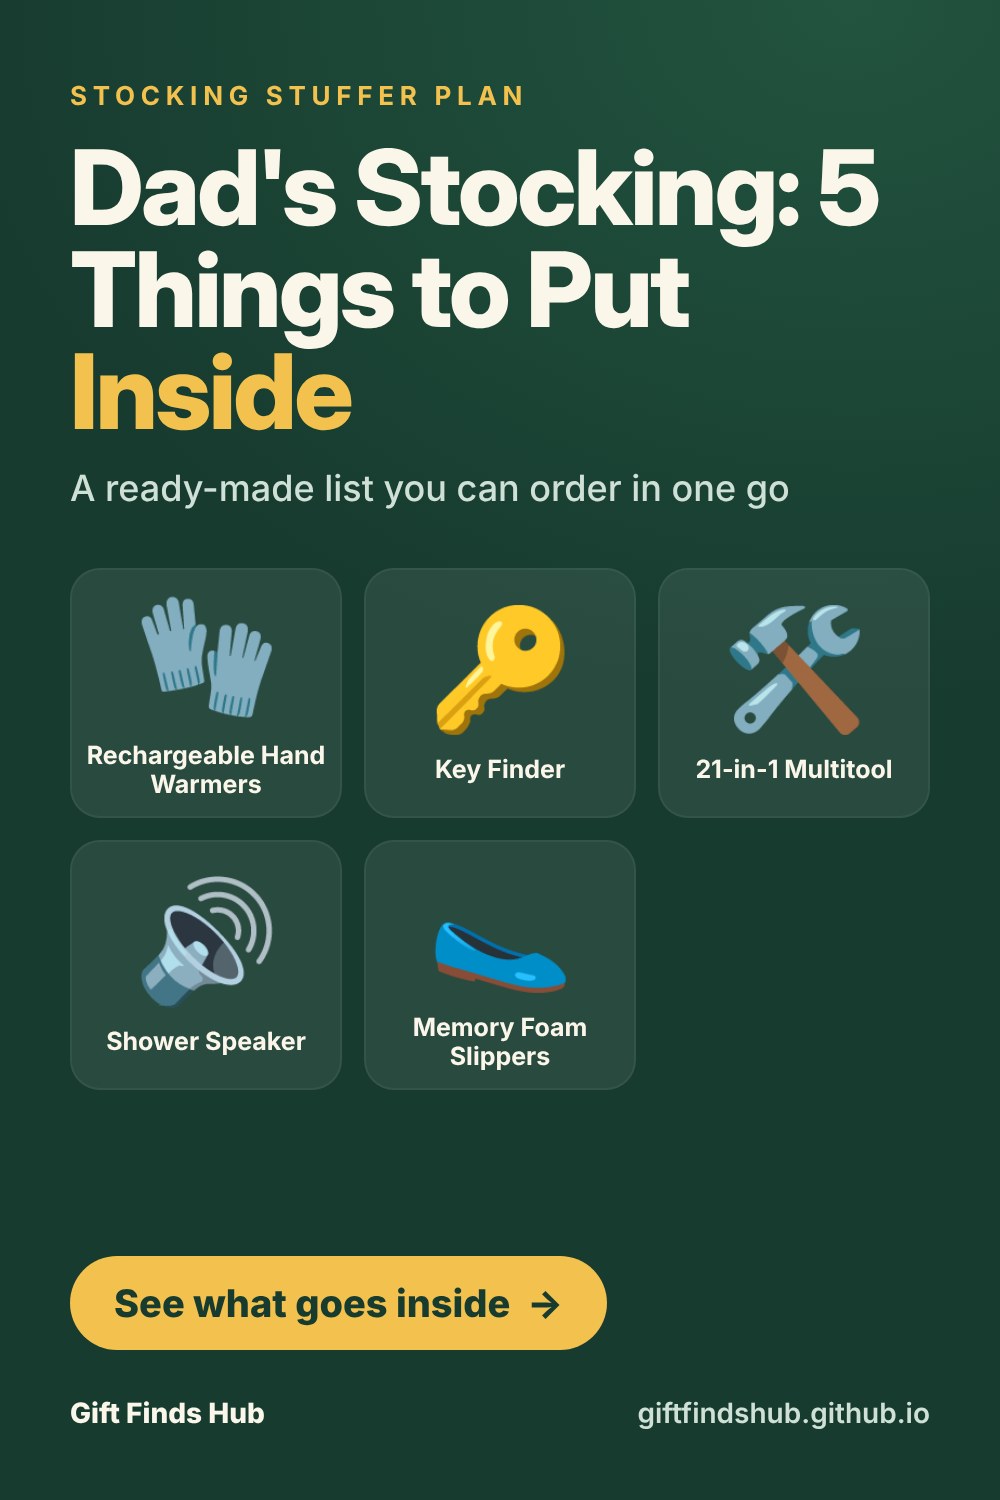 STOCKING STUFFER PLAN
Dad's Stocking: 5
Things to Put
Inside
A ready-made list you can order in one go
Rechargeable Hand
Warmers
Key Finder
21-in-1 Multitool
Shower Speaker
Memory Foam
Slippers
See what goes inside →
Gift Finds Hub
giftfindshub.github.io